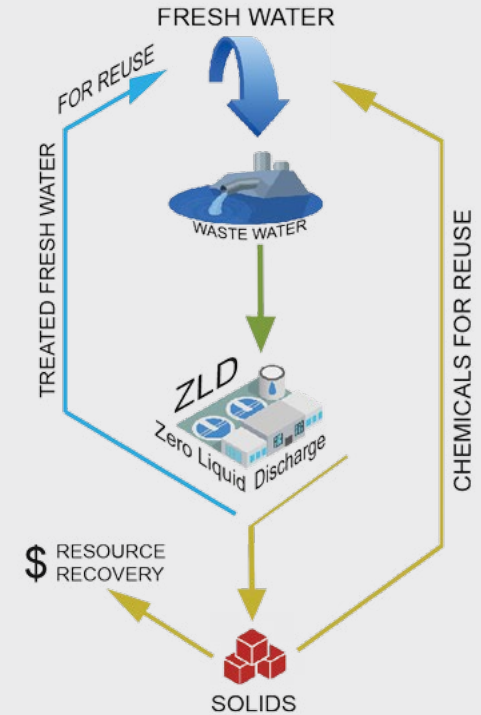 FRESH WATER
FOR REUSE
TREATED FRESH WATER
WASTE WATER
CHEMICALS FOR REUSE
ZLD
Zero Liquid Discharge
$ RESOURCE
RECOVERY
SOLIDS